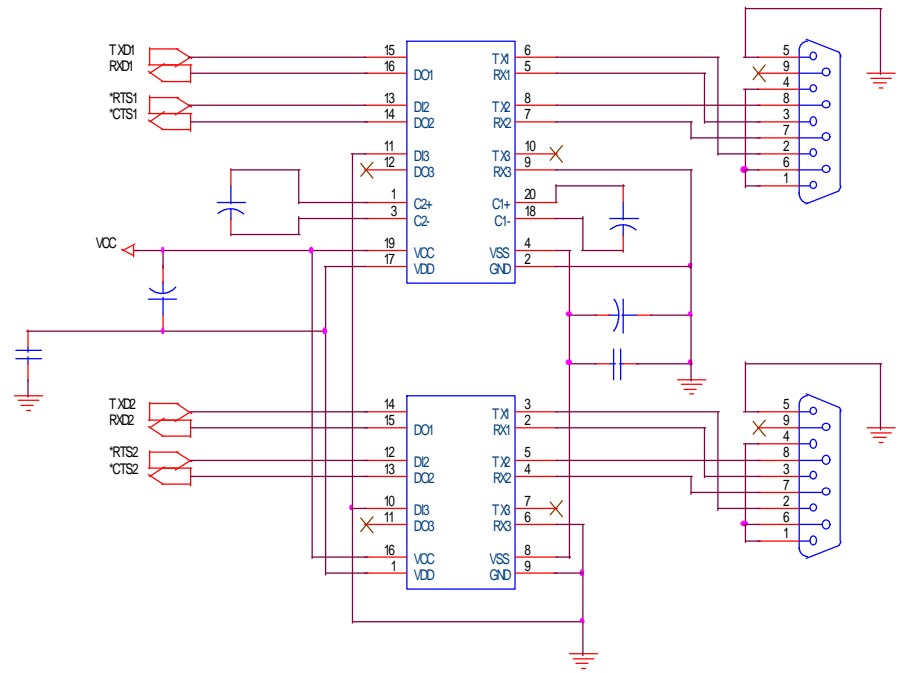 TXD1 15 6 5
RXD1 16 DO1 TX1 RX1 5 9
4
*RTS1 13 DI2 TX2 8 8
*CTS1 14 DO2 RX2 7 3
7
11 DI3 TX3 10 2
12 DO3 RX3 9 6
1
1 C2+ C1+ 20
3 C2- C1- 18
VCC 19 VCC VSS 4
17 VDD GND 2
TXD2 14 3 5
RXD2 15 DO1 TX1 RX1 2 9
4
*RTS2 12 DI2 TX2 5 8
*CTS2 13 DO2 RX2 4 3
7
10 DI3 TX3 7 2
11 DO3 RX3 6 6
1
16 VCC VSS 8
1 VDD GND 9